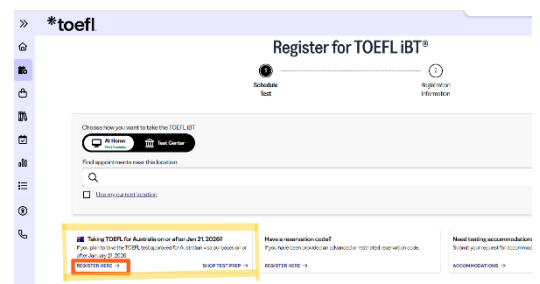 *toefl
Register for TOEFL iBT®
1
2
Schedule
Test
Registration
Information
Choose how you want to take the TOEFL iBT
At Home
Test Center
Find appointments near this location
Use my current location
Taking TOEFL for Australia on or after Jan 21, 2026?
If you plan to take the TOEFL test approved for Australian visa purposes on or
after January 21, 2026
REGISTER HERE →
SHOP TEST PREP →
Have a reservation code?
If you have been provided an advanced or restricted reservation code.
REGISTER HERE →
Need testing accommodations
Submit your request for accommod
ACCOMMODATIONS →